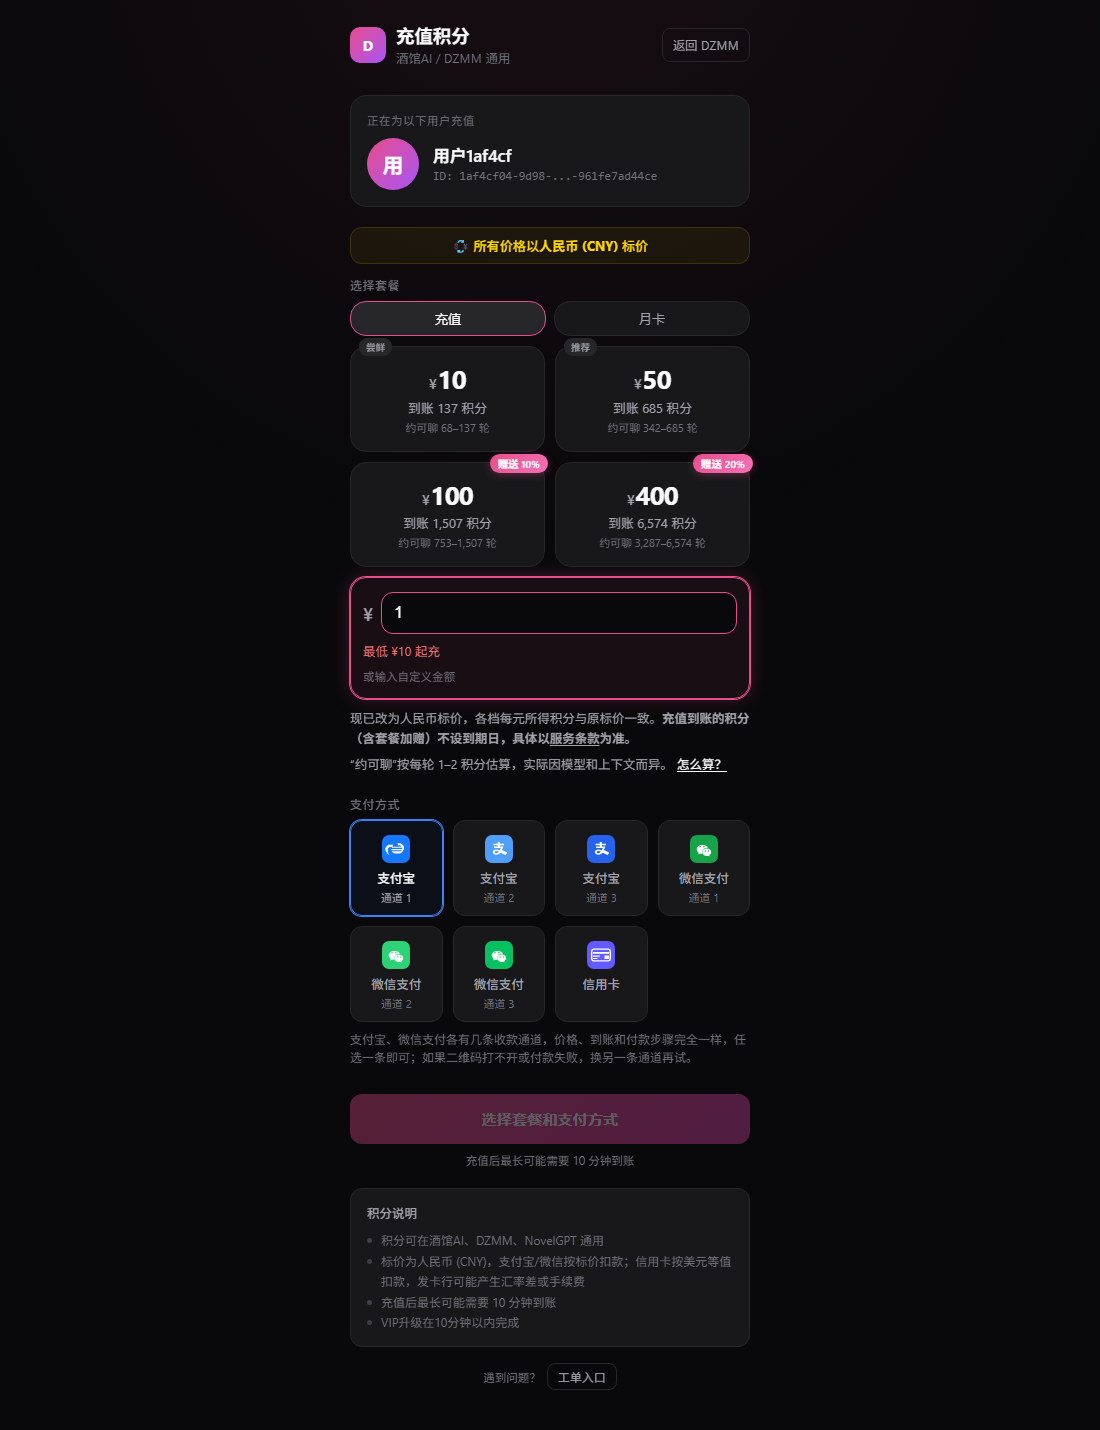 D
充值积分
酒馆AI / DZMM 通用
返回 DZMM
正在为以下用户充值
用
用户1af4cf
ID: 1af4cf04-9d98-...-961fe7ad44ce
所有价格以人民币 (CNY) 标价
选择套餐
充值
月卡
尝鲜
¥10
到账 137 积分
约可聊 68–137 轮
推荐
¥50
到账 685 积分
约可聊 342–685 轮
赠送 10%
¥100
到账 1,507 积分
约可聊 753–1,507 轮
赠送 20%
¥400
到账 6,574 积分
约可聊 3,287–6,574 轮
¥ 1
最低 ¥10 起充
或输入自定义金额
现已改为人民币标价，各档每元所得积分与原标价一致。充值到账的积分
（含套餐加赠）不设到期日，具体以服务条款为准。
“约可聊”按每轮 1–2 积分估算，实际因模型和上下文而异。 怎么算？
支付方式
支付宝
通道 1
支
支付宝
通道 2
支
支付宝
通道 3
微信支付
通道 1
微信支付
通道 2
微信支付
通道 3
信用卡
支付宝、微信支付各有几条收款通道，价格、到账和付款步骤完全一样，任
选一条即可；如果二维码打不开或付款失败，换另一条通道再试。
选择套餐和支付方式
充值后最长可能需要 10 分钟到账
积分说明
积分可在酒馆AI、DZMM、NovelGPT 通用
标价为人民币 (CNY)，支付宝/微信按标价扣款；信用卡按美元等值
扣款，发卡行可能产生汇率差或手续费
充值后最长可能需要 10 分钟到账
VIP升级在10分钟以内完成
遇到问题？
工单入口